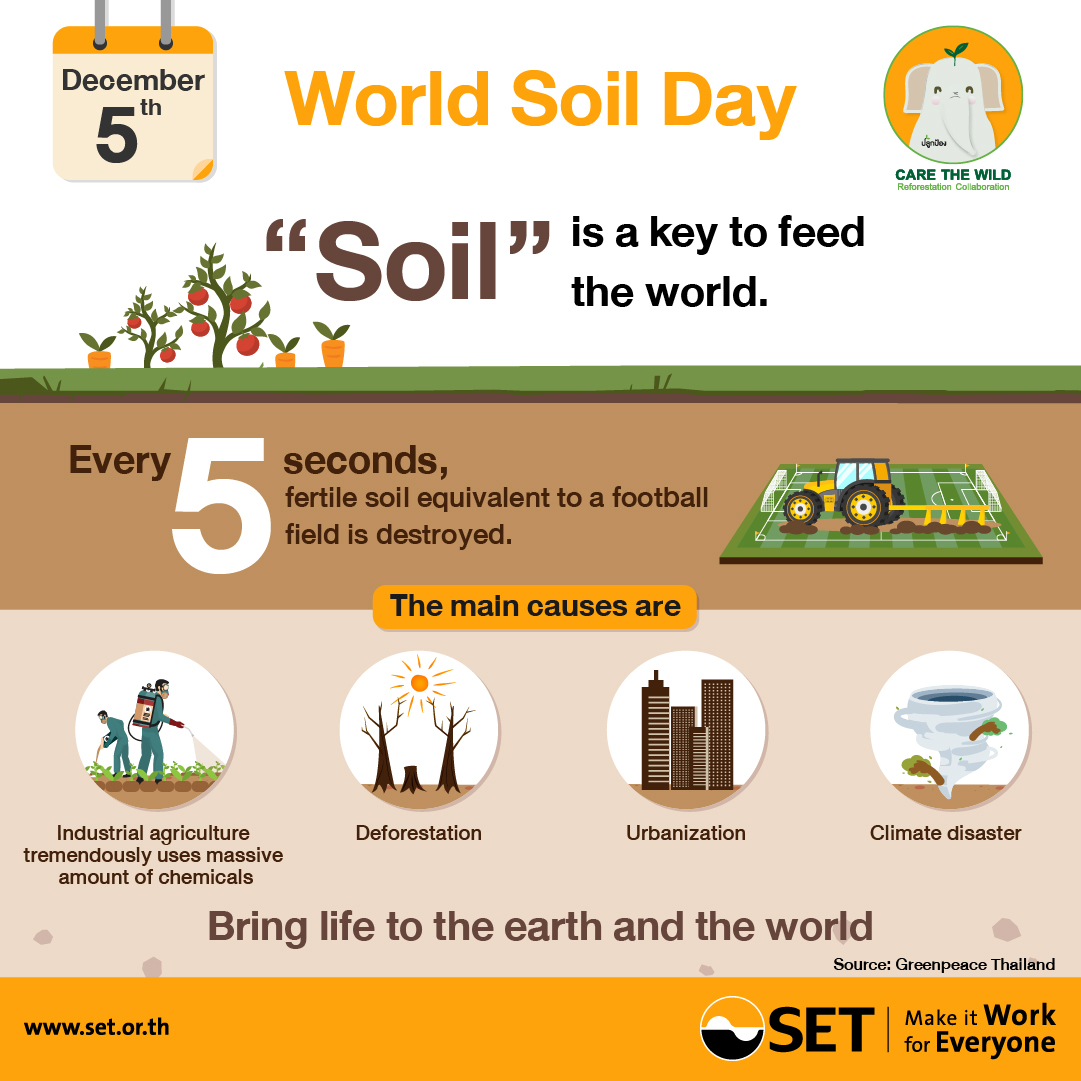 December
5th
World Soil Day
ปลูกป้อง
CARE THE WILD
Reforestation Collaboration
“Soil” is a key to feed
the world.
Every 5 seconds,
fertile soil equivalent to a football
field is destroyed.
The main causes are
Industrial agriculture
tremendously uses massive
amount of chemicals
Deforestation
Urbanization
Climate disaster
Bring life to the earth and the world
Source: Greenpeace Thailand
www.set.or.th
SET
Make it Work
for Everyone